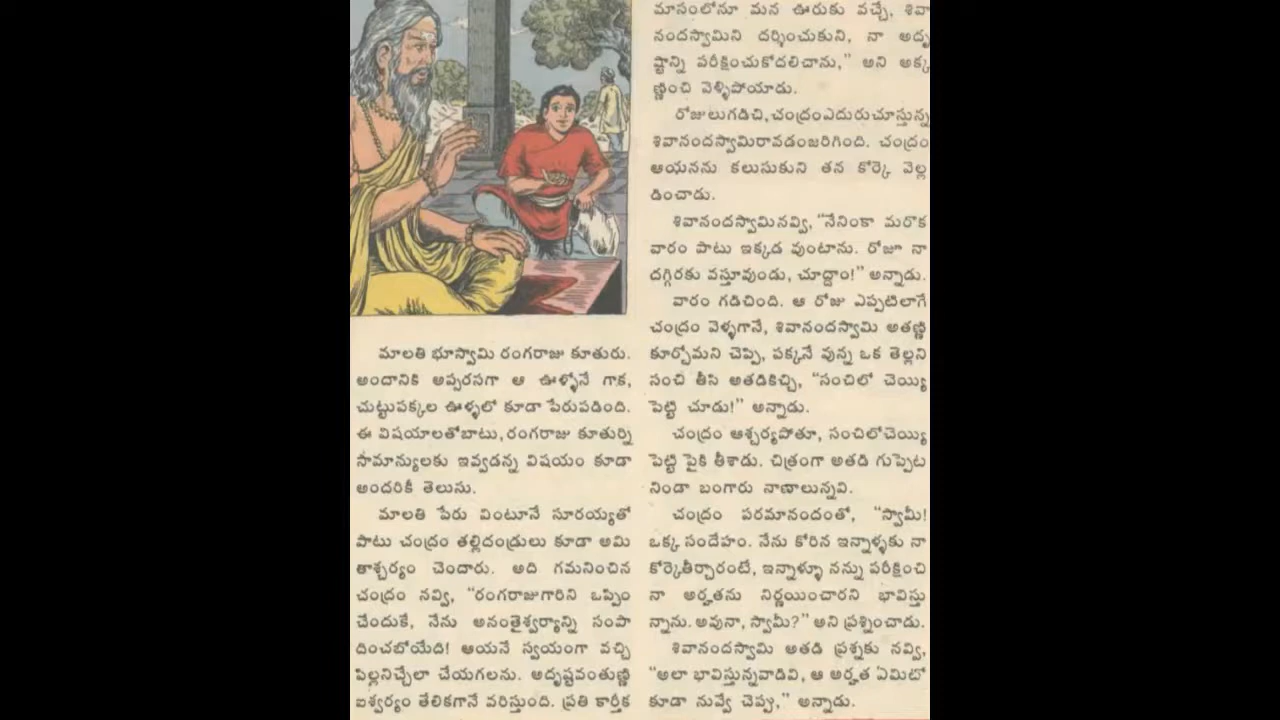 మాలతి భూస్వామి రంగరాజు కూతురు.
అందానికి అప్సరసగా ఆ ఊళ్ళోనే గాక,
చుట్టుపక్కల ఊళ్ళలో కూడా పేరుపడింది.
ఈ విషయాలతోబాటు, రంగరాజు కూతుర్ని
సామాన్యులకు ఇవ్వడన్న విషయం కూడా
అందరికీ తెలుసు.
మాలతి పేరు వింటూనే సూరయ్యతో
పాటు చంద్రం తల్లిదండ్రులు కూడా అమి
తాశ్చర్యం చెందారు. అది గమనించిన
చంద్రం నవ్వి, "రంగరాజుగారిని ఒప్పిం
చేందుకే, నేను అనంతైశ్వర్యాన్ని సంపా
దించబోయేది! ఆయనే స్వయంగా వచ్చి
పిల్లనిచ్చేలా చేయగలను. అదృష్టవంతుణ్ణి
ఐశ్వర్యం తేలికగానే వరిస్తుంది. ప్రతి కార్తీక
మాసంలోనూ మన ఊరుకు వచ్చే, శివా
నందస్వామిని దర్శించుకుని, నా అదృ
ష్టాన్ని పరీక్షించుకోదలిచాను," అని అక్క
ణ్ణించి వెళ్ళిపోయాడు.
రోజులుగడిచి, చంద్రంఎదురుచూస్తున్న
శివానందస్వామిరావడంజరిగింది. చంద్రం
ఆయనను కలుసుకుని తన కోర్కె వెల్ల
డించాడు.
శివానందస్వామినవ్వి, "నేనింకా మరొక
వారం పాటు ఇక్కడ వుంటాను. రోజూ నా
దగ్గిరకు వస్తూవుండు, చూద్దాం!" అన్నాడు.
వారం గడిచింది. ఆ రోజు ఎప్పటిలాగే
చంద్రం వెళ్ళగానే, శివానందస్వామి అతణ్ణి
కూర్చోమని చెప్పి, పక్కనే వున్న ఒక తెల్లని
సంచి తీసి అతడికిచ్చి, "సంచిలో చెయ్యి
పెట్టి చూడు!" అన్నాడు.
చంద్రం ఆశ్చర్యపోతూ, సంచిలోచెయ్యి
పెట్టి పైకి తీశాడు. చిత్రంగా అతడి గుప్పెట
నిండా బంగారు నాణాలున్నవి.
చంద్రం పరమానందంతో, "స్వామీ!
ఒక్క సందేహం. నేను కోరిన ఇన్నాళ్ళకు నా
కోర్కెతీర్చారంటే, ఇన్నాళ్ళూ నన్ను పరీక్షించి
నా అర్హతను నిర్ణయించారని భావిస్తు
న్నాను. అవునా, స్వామీ?" అని ప్రశ్నించాడు.
శివానందస్వామి అతడి ప్రశ్నకు నవ్వి,
"అలా భావిస్తున్నవాడివి, ఆ అర్హత ఏమిటో
కూడా నువ్వే చెప్పు," అన్నాడు.